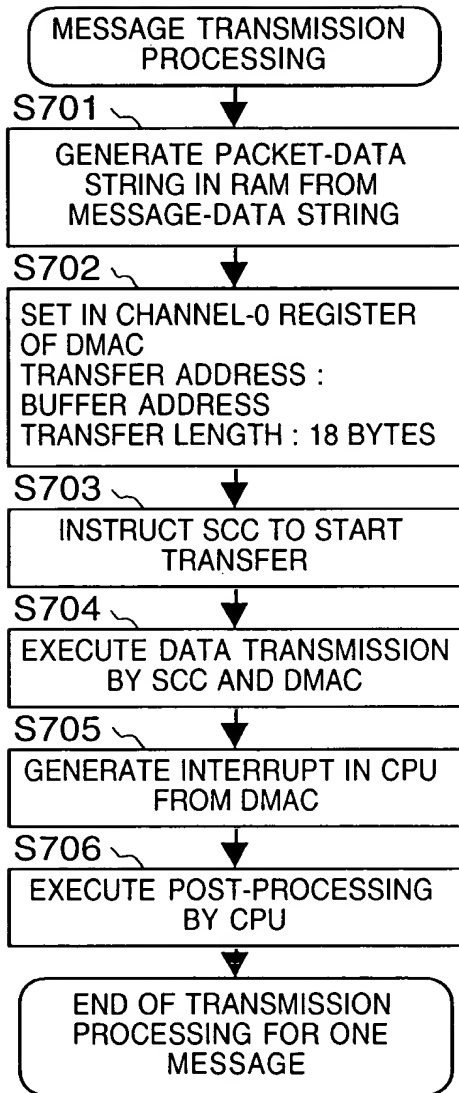 MESSAGE TRANSMISSION
PROCESSING
S701
GENERATE PACKET-DATA
STRING IN RAM FROM
MESSAGE-DATA STRING
S702
SET IN CHANNEL-0 REGISTER
OF DMAC
TRANSFER ADDRESS :
BUFFER ADDRESS
TRANSFER LENGTH : 18 BYTES
S703
INSTRUCT SCC TO START
TRANSFER
S704
EXECUTE DATA TRANSMISSION
BY SCC AND DMAC
S705
GENERATE INTERRUPT IN CPU
FROM DMAC
S706
EXECUTE POST-PROCESSING
BY CPU
END OF TRANSMISSION
PROCESSING FOR ONE
MESSAGE